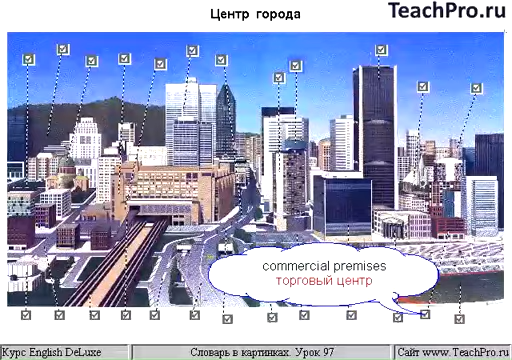 Центр города
TeachPro.ru
commercial premises
торговый центр
Курс English DeLuxe
Словарь в картинках. Урок 97
Сайт www.TeachPro.ru